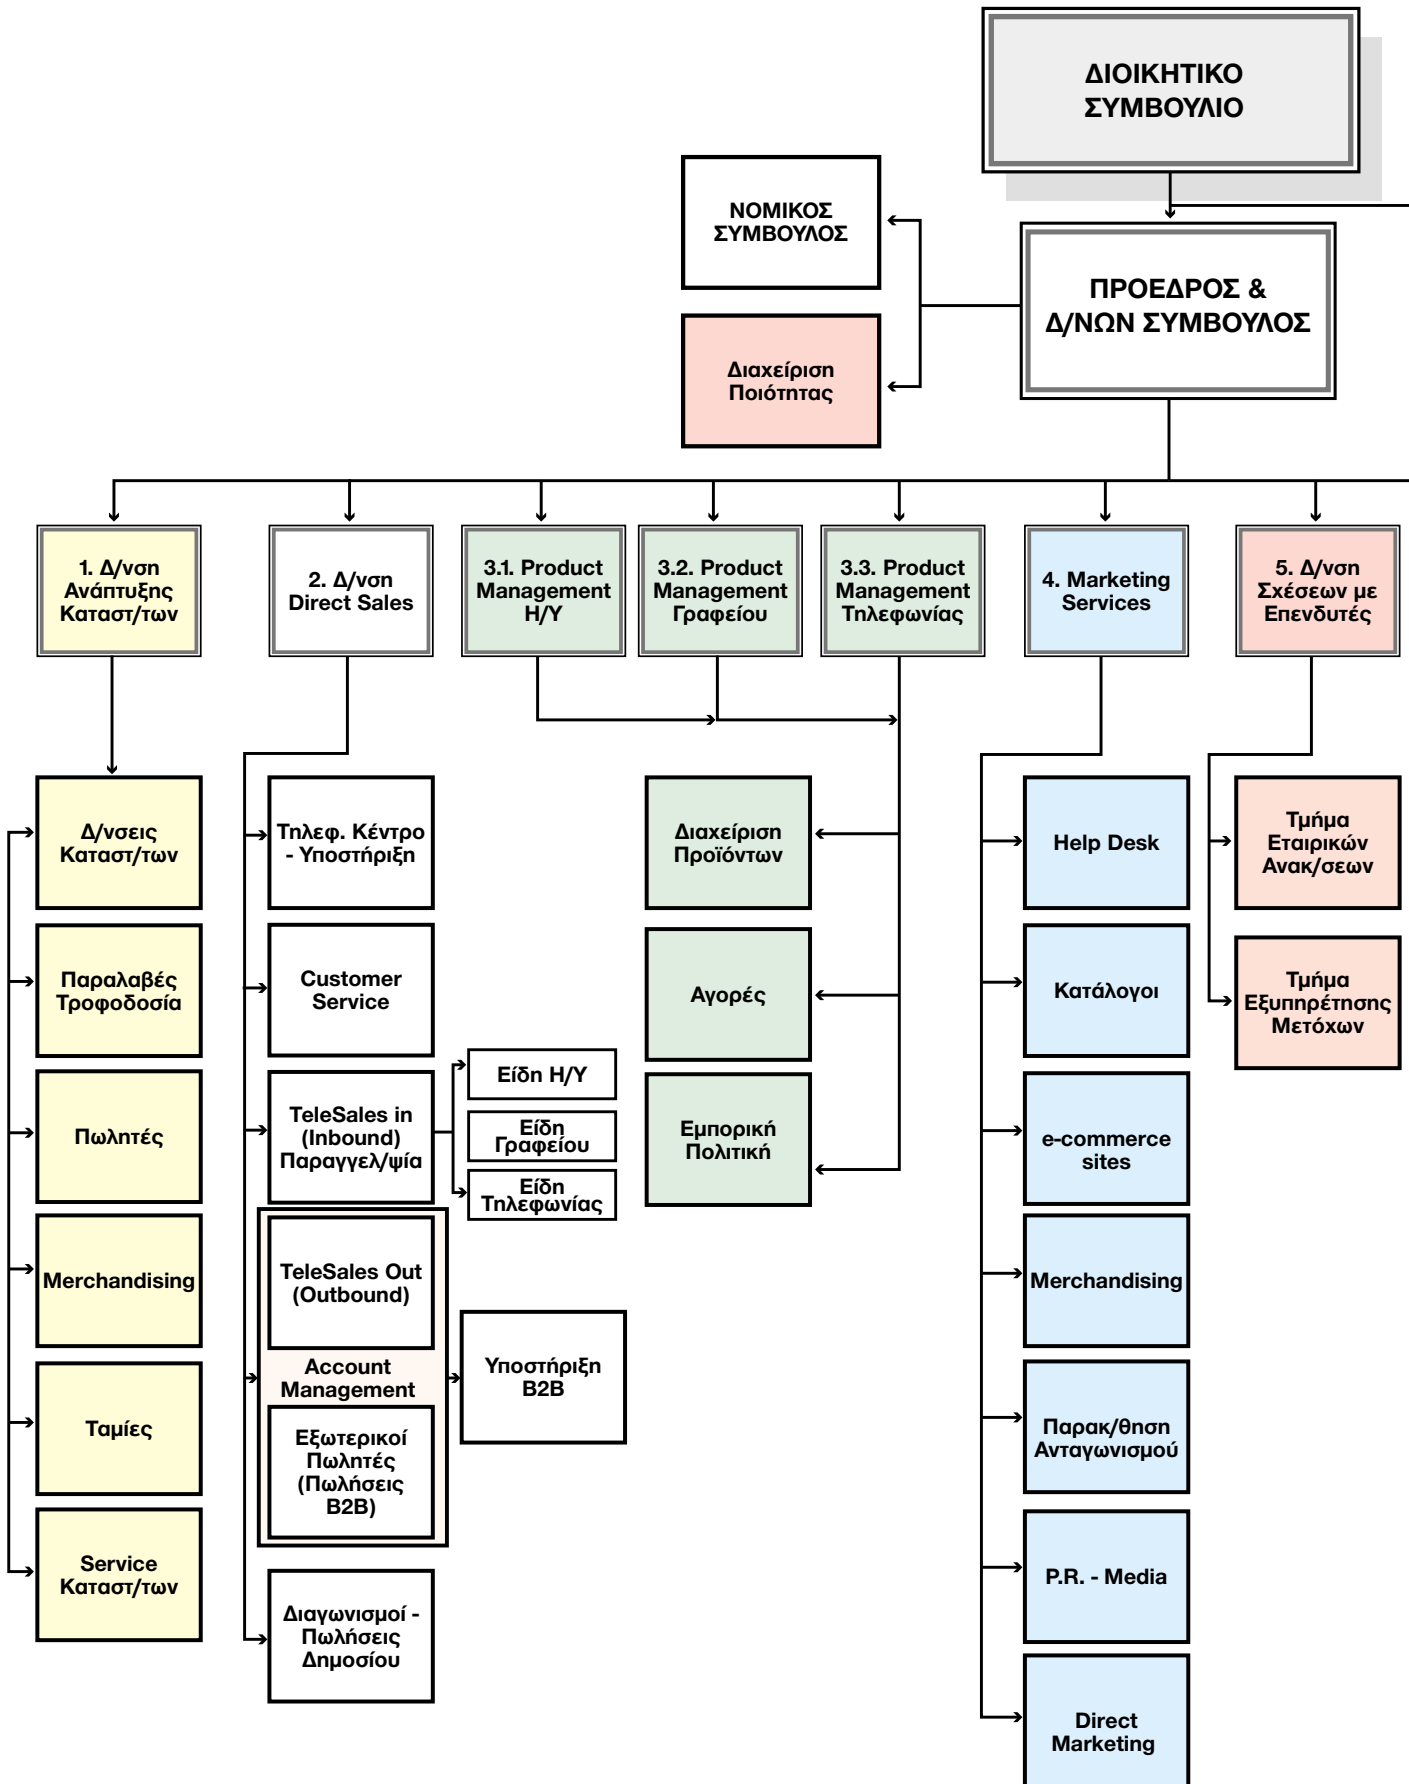 ΔΙΟΙΚΗΤΙΚΟ
ΣΥΜΒΟΥΛΙΟ
ΝΟΜΙΚΟΣ
ΣΥΜΒΟΥΛΟΣ
ΠΡΟΕΔΡΟΣ &
Δ/ΝΩΝ ΣΥΜΒΟΥΛΟΣ
Διαχείριση
Ποιότητας
1. Δ/νση
Ανάπτυξης
Καταστ/των
2. Δ/νση
Direct Sales
3.1. Product
Management
Η/Υ
3.2. Product
Management
Γραφείου
3.3. Product
Management
Τηλεφωνίας
4. Marketing
Services
5. Δ/νση
Σχέσεων με
Επενδυτές
Δ/νσεις
Καταστ/των
Παραλαβές
Τροφοδοσία
Πωλητές
Merchandising
Ταμίες
Service
Καταστ/των
Τηλεφ. Κέντρο
- Υποστήριξη
Customer
Service
TeleSales in
(Inbound)
Παραγγελ/ψία
Είδη Η/Υ
Είδη
Γραφείου
Είδη
Τηλεφωνίας
TeleSales Out
(Outbound)
Account
Management
Εξωτερικοί
Πωλητές
(Πωλήσεις
B2B)
Υποστήριξη
B2B
Διαγωνισμοί -
Πωλήσεις
Δημοσίου
Διαχείριση
Προϊόντων
Αγορές
Εμπορική
Πολιτική
Help Desk
Κατάλογοι
e-commerce
sites
Merchandising
Παρακ/θηση
Ανταγωνισμού
P.R. - Media
Direct
Marketing
Τμήμα
Εταιρικών
Ανακ/σεων
Τμήμα
Εξυπηρέτησης
Μετόχων